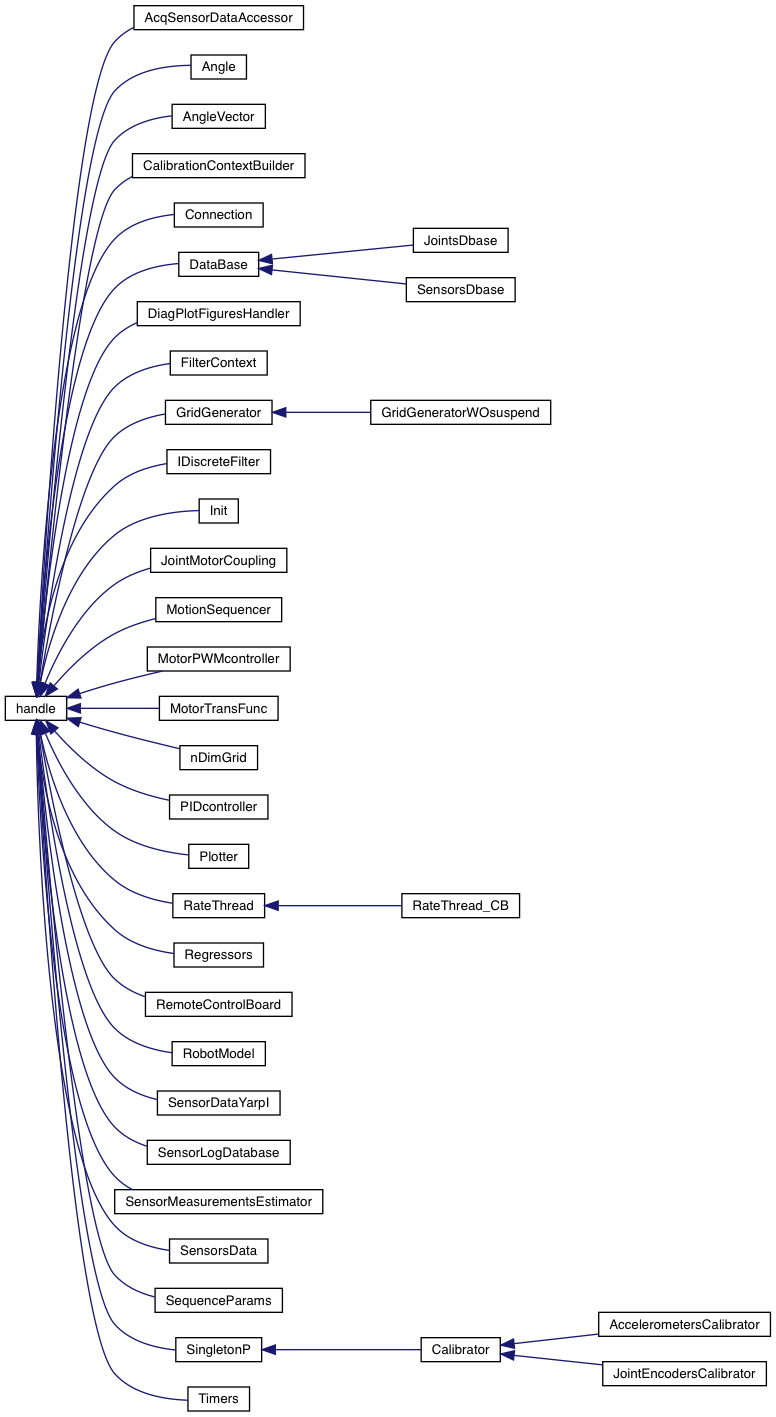 AcqSensorDataAccessor
Angle
AngleVector
CalibrationContextBuilder
Connection
JointsDbase
DataBase
SensorsDbase
DiagPlotFiguresHandler
FilterContext
GridGenerator
GridGeneratorWOsuspend
IDiscreteFilter
Init
JointMotorCoupling
MotionSequencer
MotorPWMcontroller
handle
MotorTransFunc
nDimGrid
PIDcontroller
Plotter
RateThread
RateThread_CB
Regressors
RemoteControlBoard
RobotModel
SensorDataYarpI
SensorLogDatabase
SensorMeasurementsEstimator
SensorsData
SequenceParams
AccelerometersCalibrator
SingletonP
Calibrator
JointEncodersCalibrator
Timers